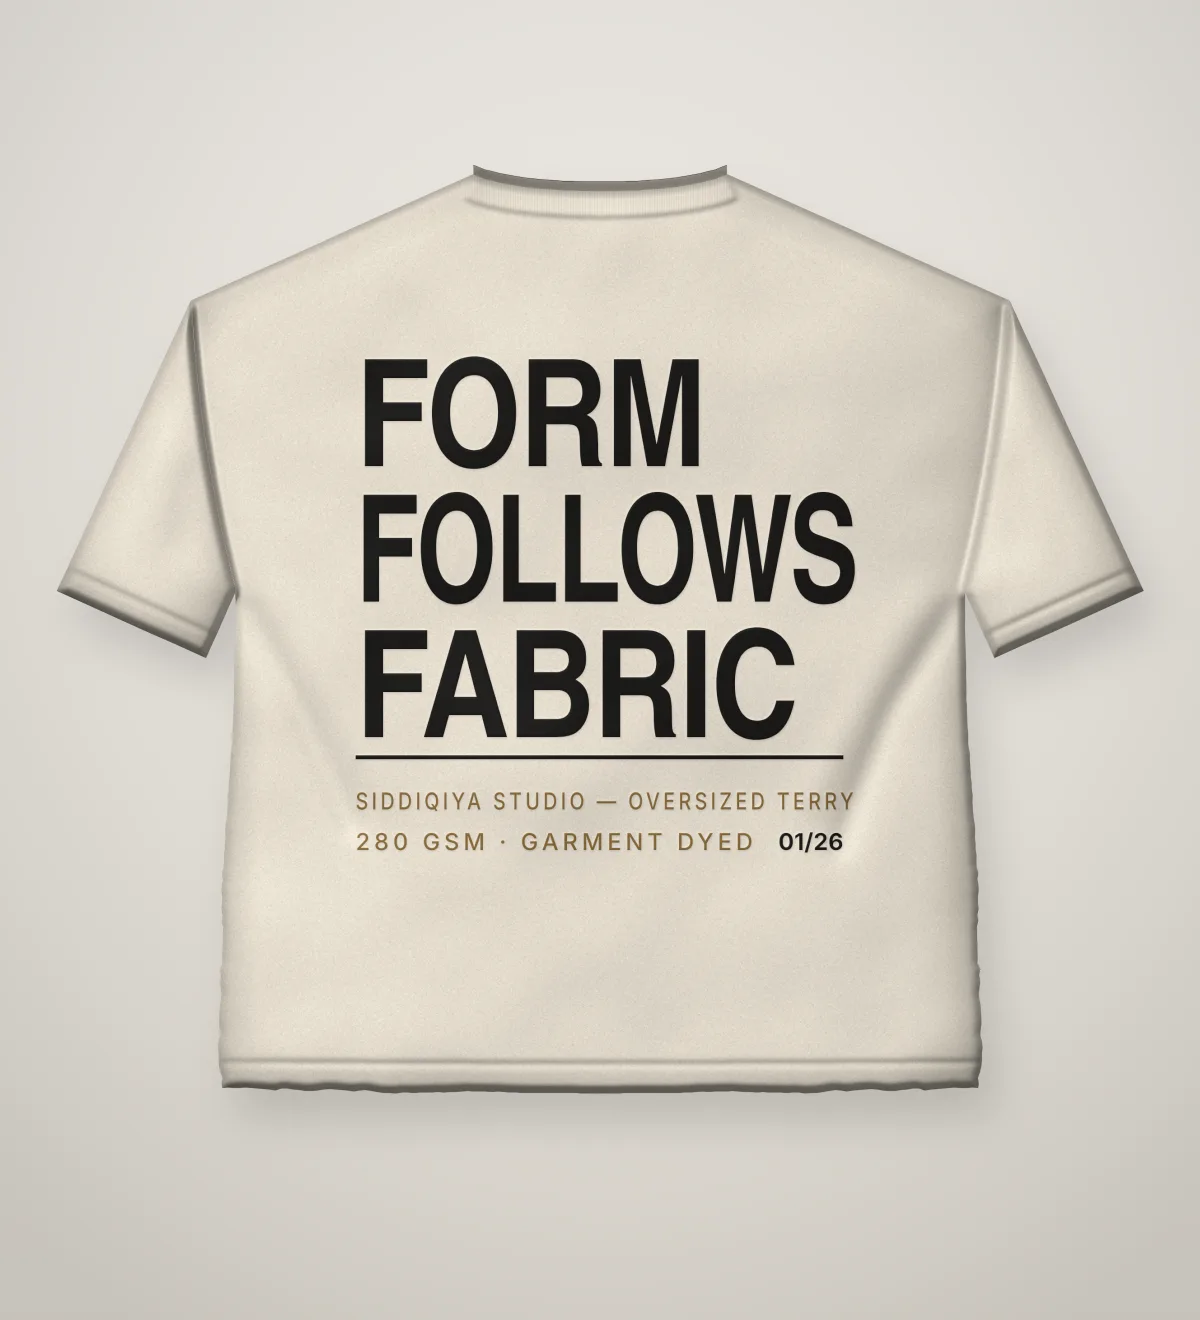 FORM
FOLLOWS
FABRIC
SIDDIQIYA STUDIO — OVERSIZED TERRY
280 GSM · GARMENT DYED 01/26